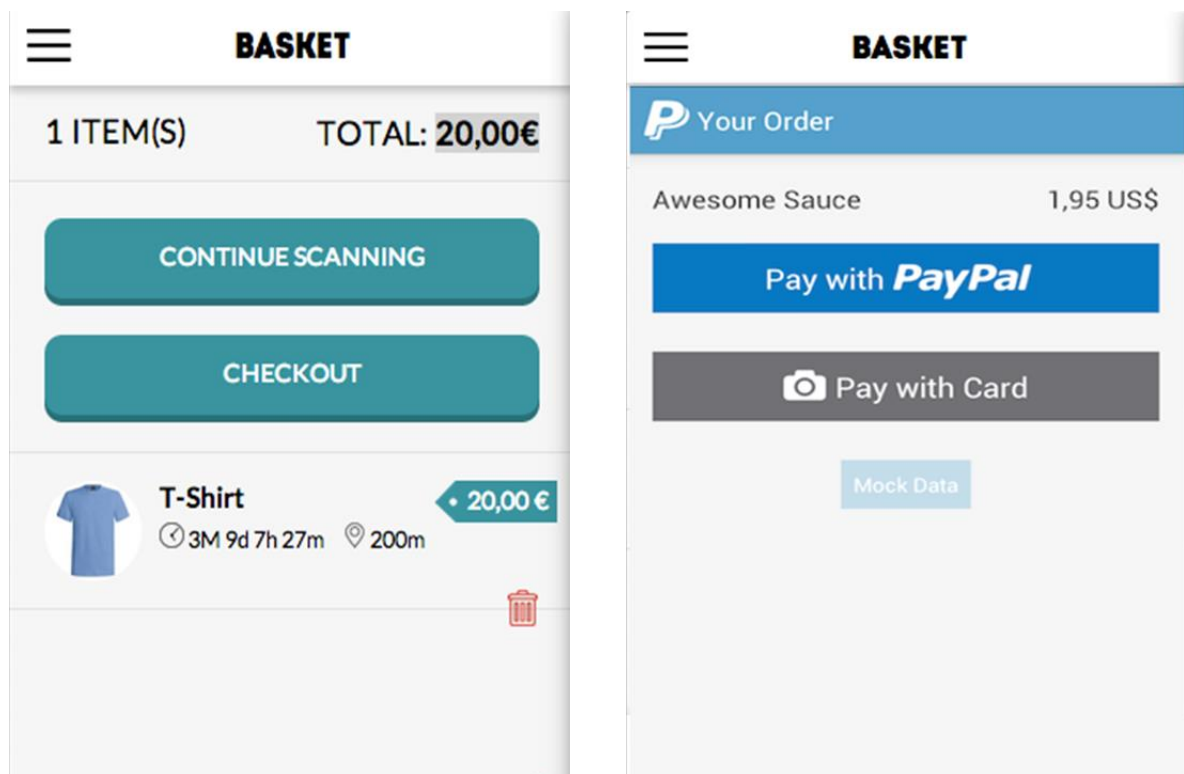 BASKET
1 ITEM(S) TOTAL: 20,00€
CONTINUE SCANNING
CHECKOUT
T-Shirt 20,00 €
3M 9d 7h 27m 200m
BASKET
Your Order
Awesome Sauce 1,95 US$
Pay with PayPal
Pay with Card
Mock Data